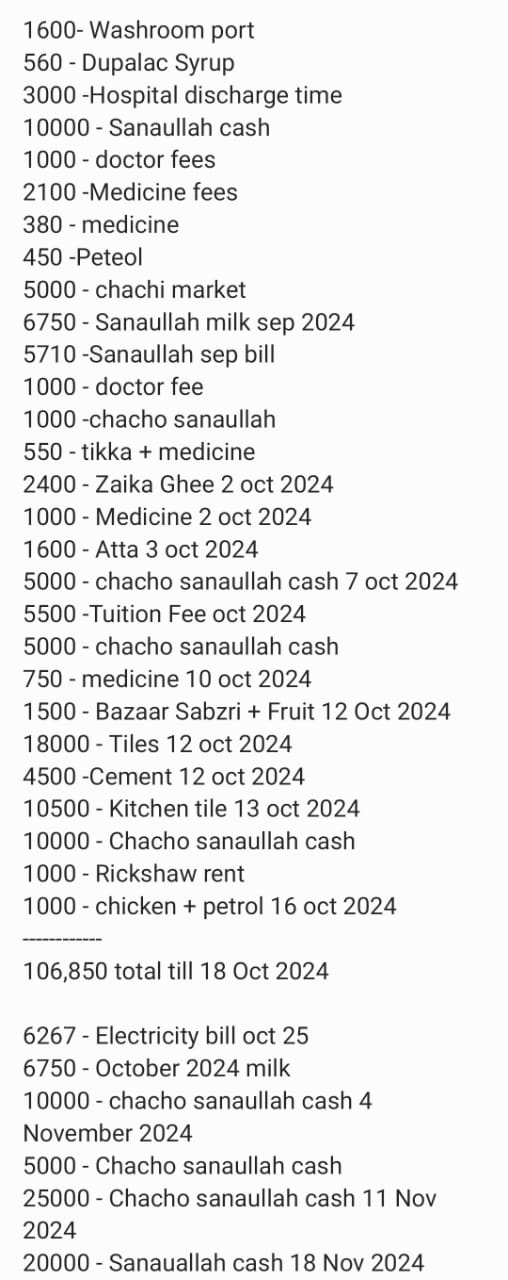 1600- Washroom port
560 - Dupalac Syrup
3000 -Hospital discharge time
10000 - Sanaullah cash
1000 - doctor fees
2100 -Medicine fees
380 - medicine
450 -Peteol
5000 - chachi market
6750 - Sanaullah milk sep 2024
5710 -Sanaullah sep bill
1000 - doctor fee
1000 -chacho sanaullah
550 - tikka + medicine
2400 - Zaika Ghee 2 oct 2024
1000 - Medicine 2 oct 2024
1600 - Atta 3 oct 2024
5000 - chacho sanaullah cash 7 oct 2024
5500 -Tuition Fee oct 2024
5000 - chacho sanaullah cash
750 - medicine 10 oct 2024
1500 - Bazaar Sabzri + Fruit 12 Oct 2024
18000 - Tiles 12 oct 2024
4500 -Cement 12 oct 2024
10500 - Kitchen tile 13 oct 2024
10000 - Chacho sanaullah cash
1000 - Rickshaw rent
1000 - chicken + petrol 16 oct 2024
------------
106,850 total till 18 Oct 2024

6267 - Electricity bill oct 25
6750 - October 2024 milk
10000 - chacho sanaullah cash 4
November 2024
5000 - Chacho sanaullah cash
25000 - Chacho sanaullah cash 11 Nov
2024
20000 - Sanauallah cash 18 Nov 2024